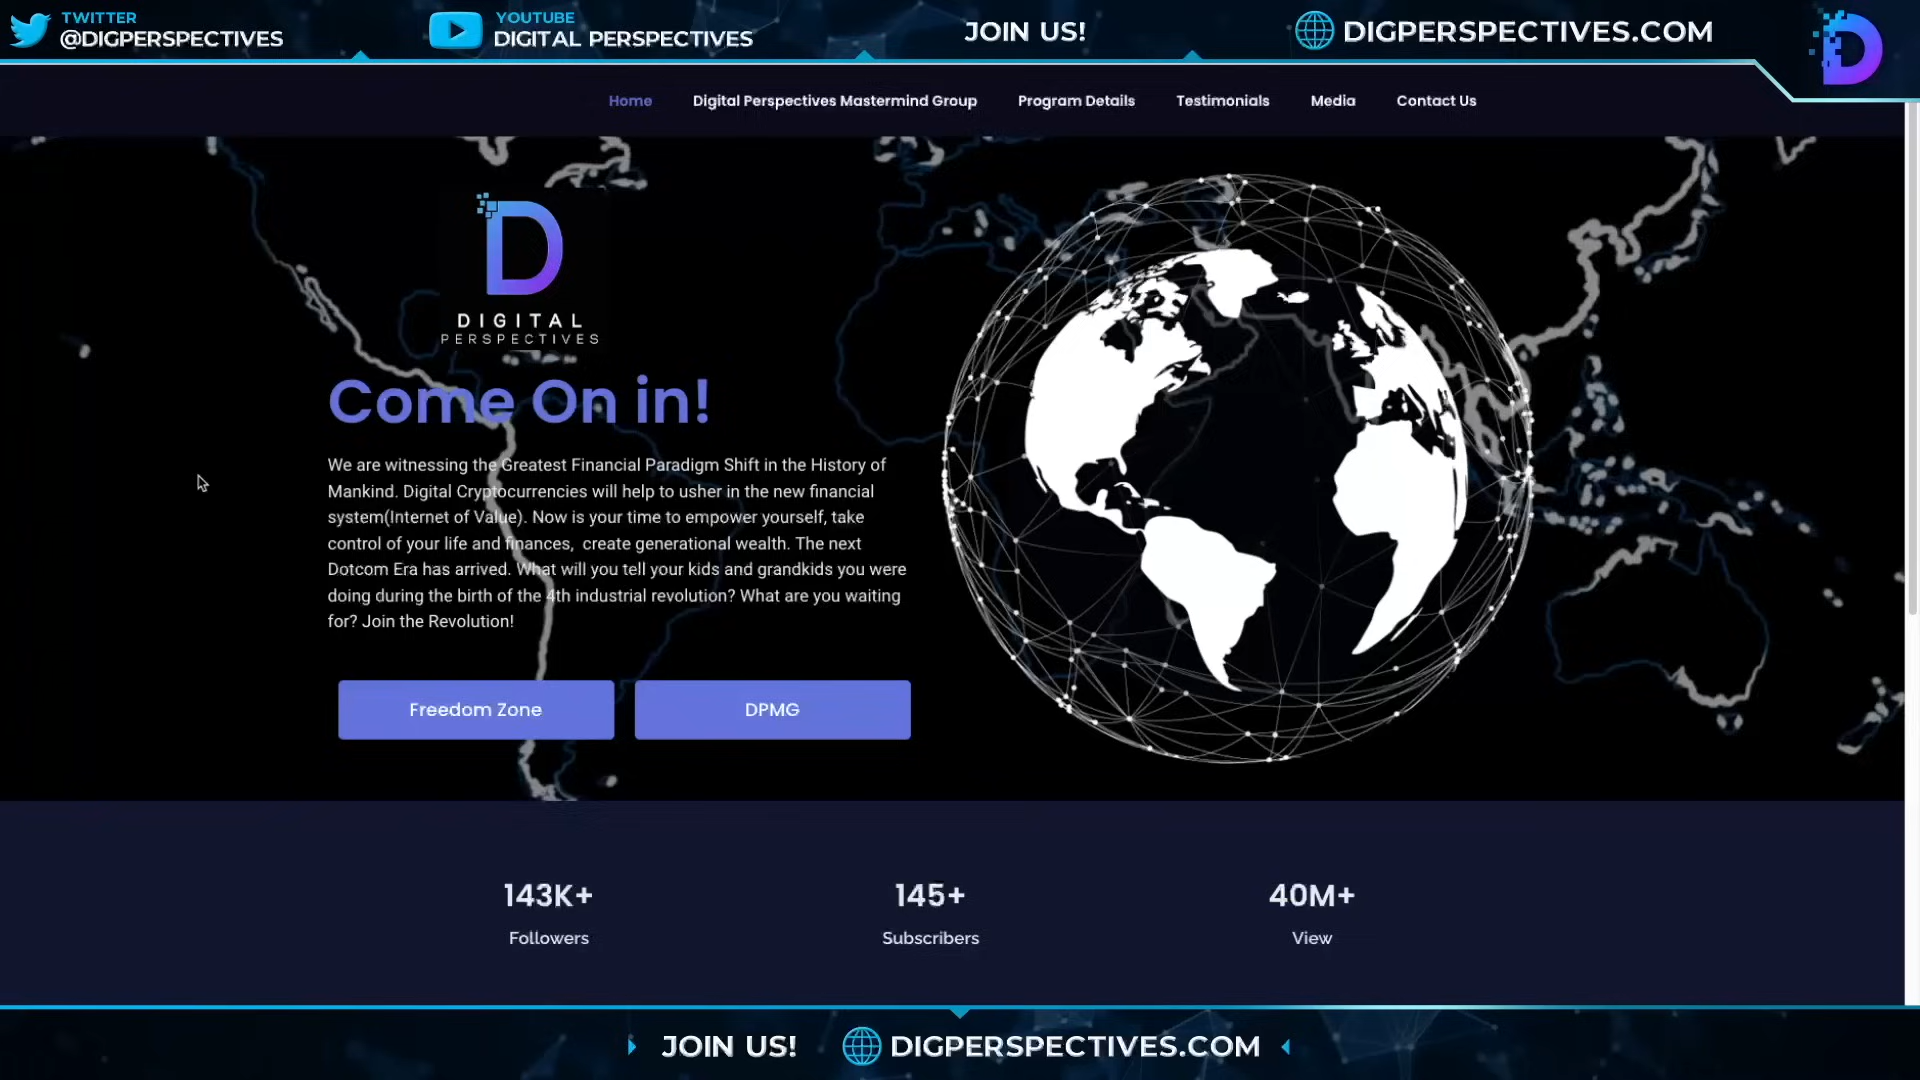 TWITTER
@DIGPERSPECTIVES
YOUTUBE
DIGITAL PERSPECTIVES
JOIN US!
DIGPERSPECTIVES.COM
Home
Digital Perspectives Mastermind Group
Program Details
Testimonials
Media
Contact Us
DIGITAL
PERSPECTIVES
Come On in!
We are witnessing the Greatest Financial Paradigm Shift in the History of
Mankind. Digital Cryptocurrencies will help to usher in the new financial
system(Internet of Value). Now is your time to empower yourself, take
control of your life and finances,  create generational wealth. The next
Dotcom Era has arrived. What will you tell your kids and grandkids you were
doing during the birth of the 4th industrial revolution? What are you waiting
for? Join the Revolution!
Freedom Zone
DPMG
143K+
Followers
145+
Subscribers
40M+
View
JOIN US!
DIGPERSPECTIVES.COM